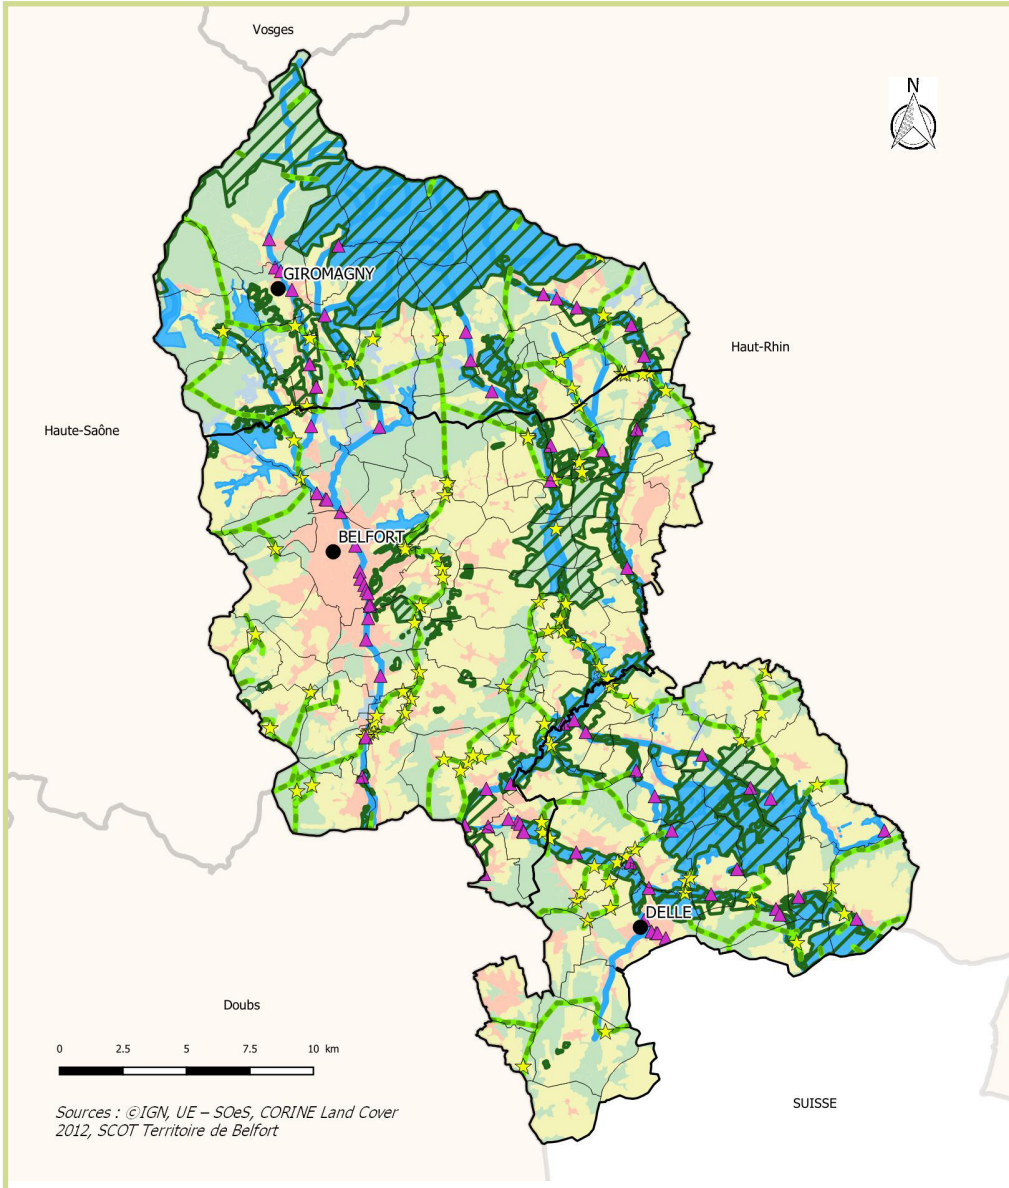 Vosges
N
GIROMAGNY
Haut-Rhin
Haute-Saône
BELFORT
DELLE
Doubs
0 2.5 5 7.5 10 km
SUISSE
Sources : ©IGN, UE – SOeS, CORINE Land Cover
2012, SCOT Territoire de Belfort